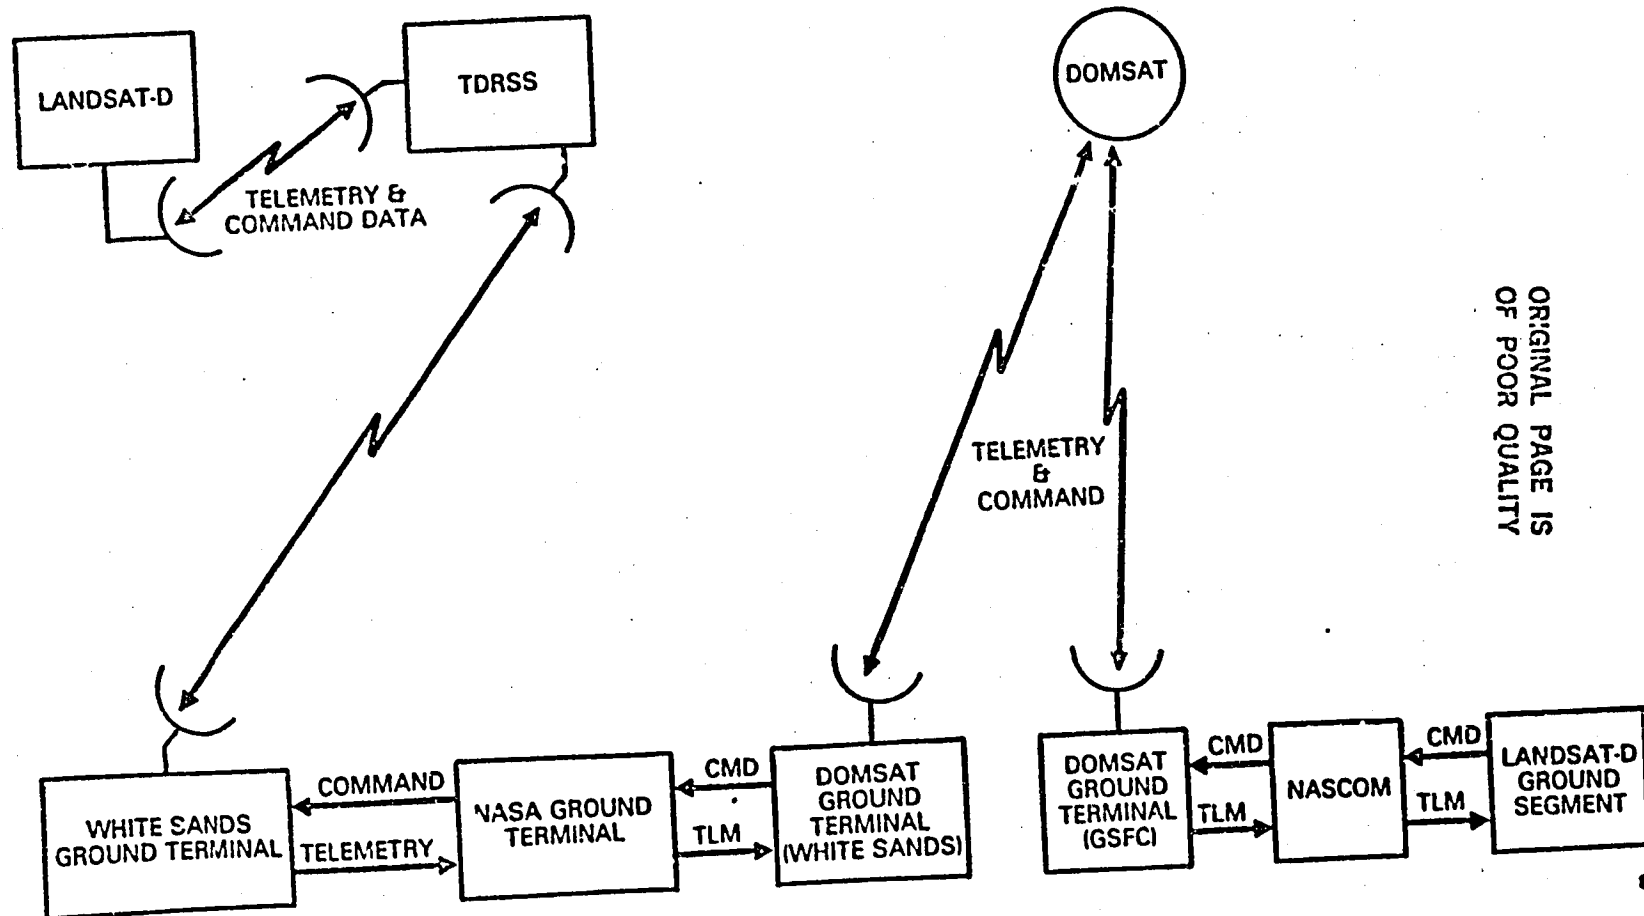 LANDSAT-D
TDRSS
DOMSAT
TELEMETRY &
COMMAND DATA
TELEMETRY
&
COMMAND
ORIGINAL PAGE IS
OF POOR QUALITY
WHITE SANDS
GROUND TERMINAL
COMMAND
TELEMETRY
NASA GROUND
TERMINAL
CMD
TLM
DOMSAT
GROUND
TERMINAL
(WHITE SANDS)
DOMSAT
GROUND
TERMINAL
(GSFC)
CMD
TLM
NASCOM
CMD
TLM
LANDSAT-D
GROUND
SEGMENT